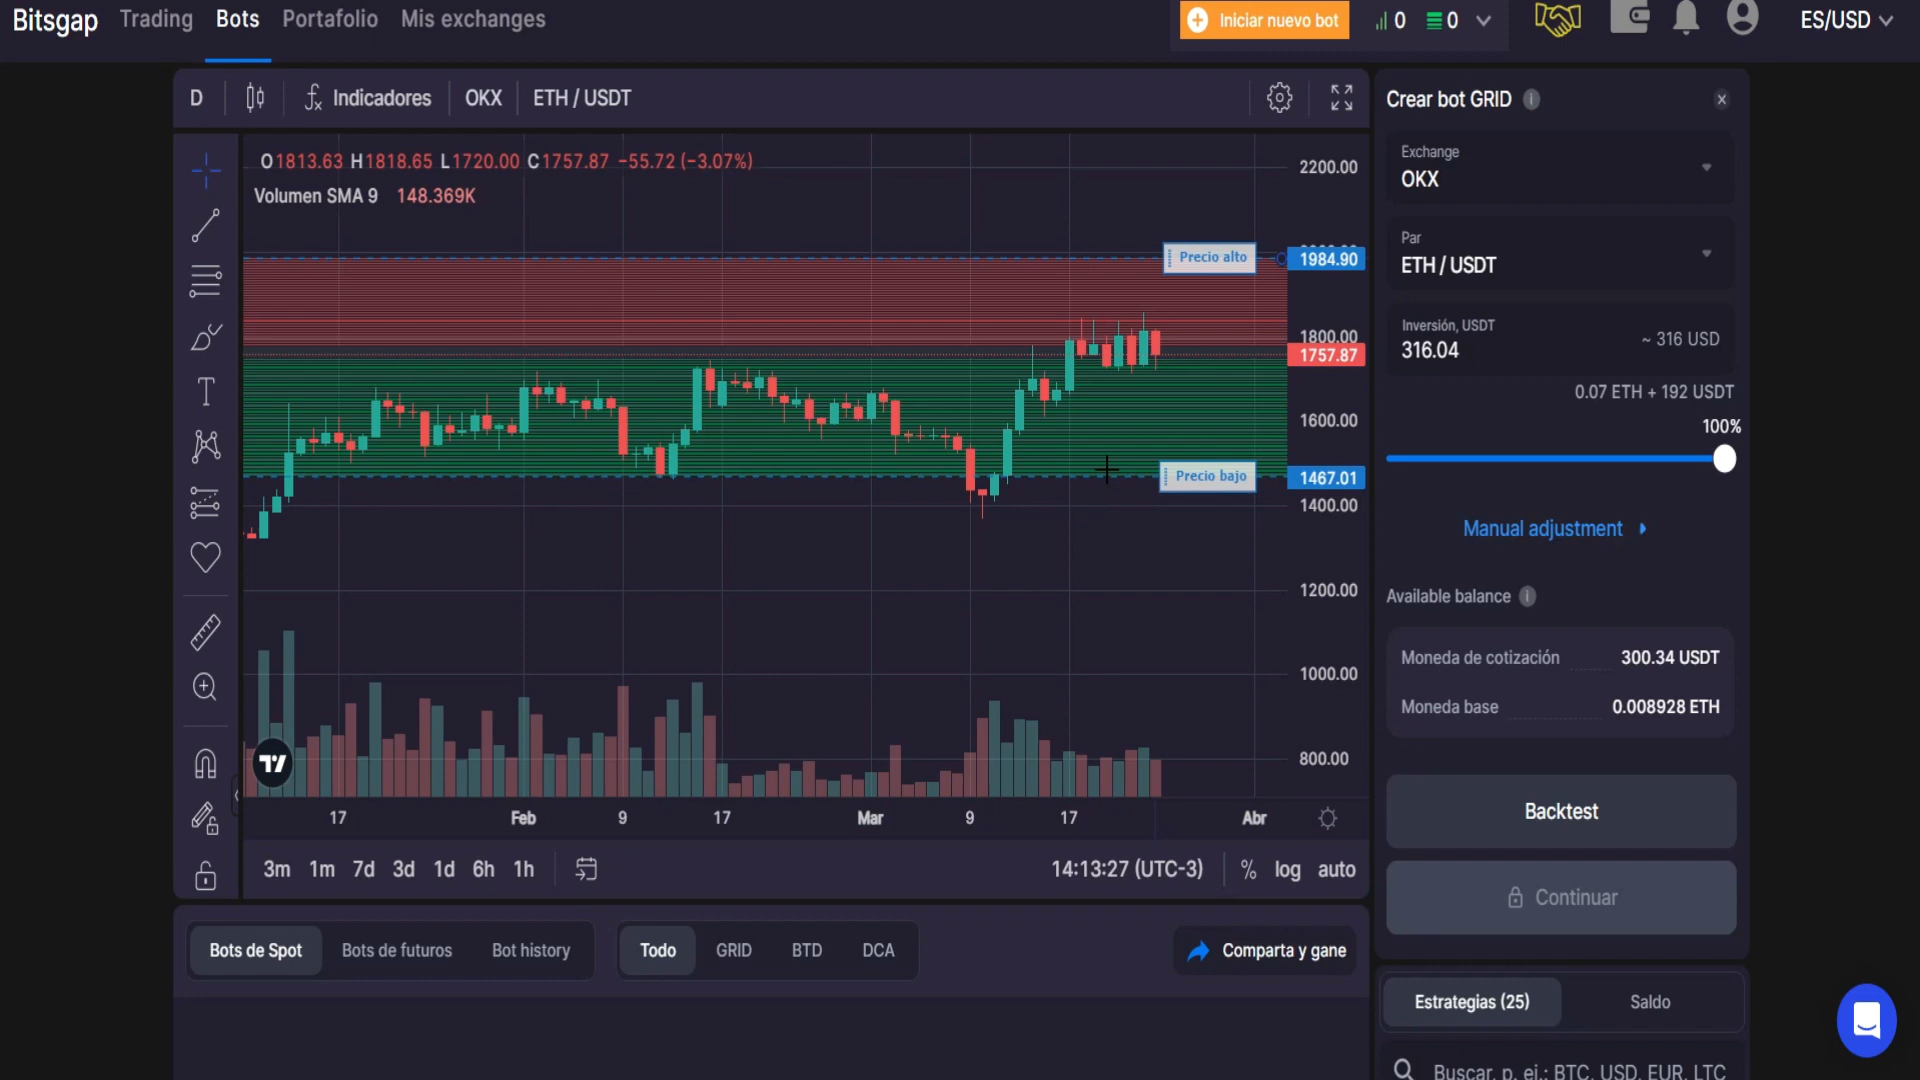 Bitsgap Trading Bots Portafolio Mis exchanges Iniciar nuevo bot 0 0 ES/USD
D Indicadores OKX ETH / USDT
O1813.63 H1818.65 L1720.00 C1757.87 −55.72 (−3.07%)
Volumen SMA 9 148.369K
2200.00
Precio alto 1984.90
1800.00
1757.87
1600.00
Precio bajo 1467.01
1400.00
1200.00
1000.00
800.00
17 Feb 9 17 Mar 9 17 Abr
3m 1m 7d 3d 1d 6h 1h 14:13:27 (UTC-3) % log auto
Bots de Spot Bots de futuros Bot history Todo GRID BTD DCA Comparta y gane
Crear bot GRID
Exchange
OKX
Par
ETH / USDT
Inversión, USDT
316.04 ~ 316 USD
0.07 ETH + 192 USDT
100%
Manual adjustment
Available balance
Moneda de cotización 300.34 USDT
Moneda base 0.008928 ETH
Backtest
Continuar
Estrategias (25) Saldo
Buscar, p. ej.: BTC, USD, EUR, LTC